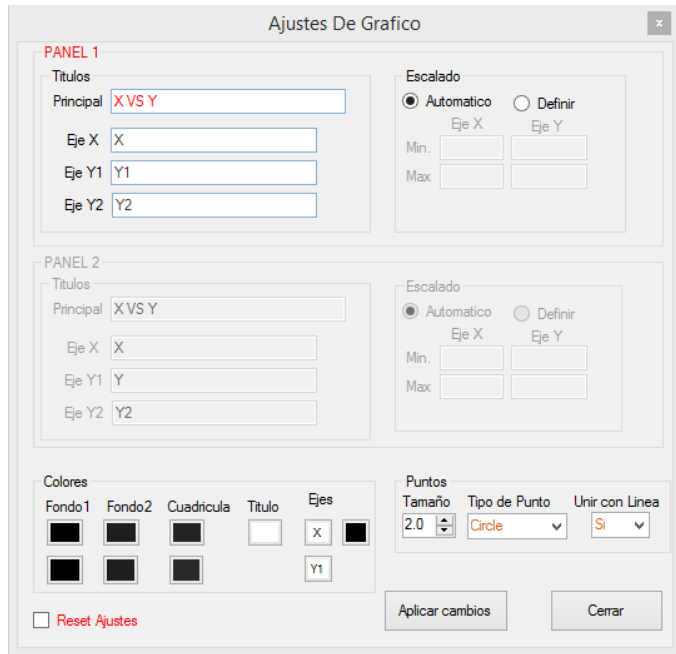 Ajustes De Grafico
x
PANEL 1
Titulos
Principal X VS Y
Eje X X
Eje Y1 Y1
Eje Y2 Y2
Escalado
Automatico Definir
Eje X Eje Y
Min.
Max
PANEL 2
Titulos
Principal X VS Y
Eje X X
Eje Y1 Y
Eje Y2 Y2
Escalado
Automatico Definir
Eje X Eje Y
Min.
Max
Colores
Fondo1 Fondo2 Cuadricula Titulo Ejes
X
Y1
Puntos
Tamaño Tipo de Punto Unir con Linea
2.0 Circle Si
Reset Ajustes
Aplicar cambios Cerrar